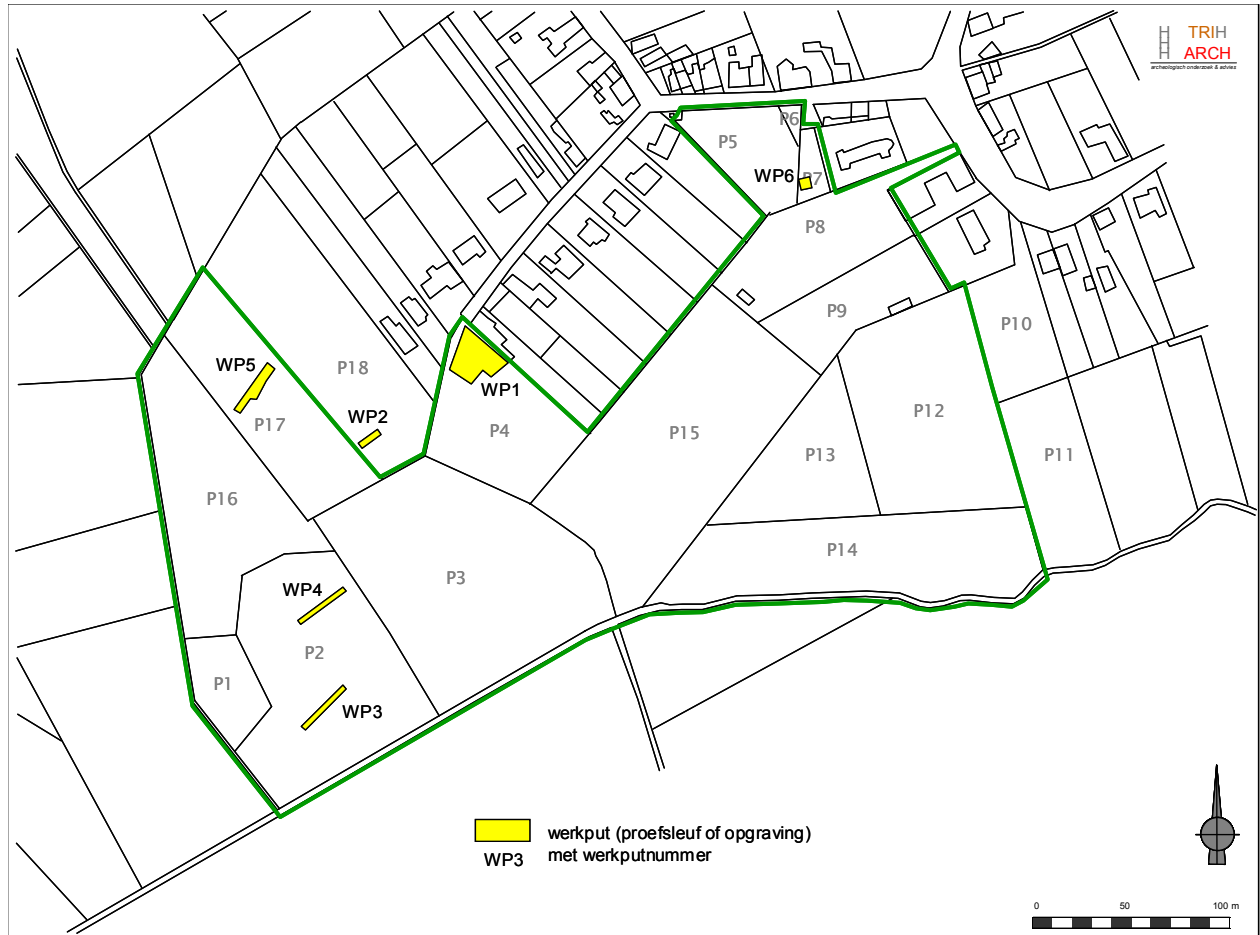 TRIH
ARCH
archeologisch onderzoek & advies
P6
P5
WP6
P7
P8
P9
P10
P18
WP5
WP1
WP2
P17
P4
P15
P12
P13
P11
P16
P14
P3
WP4
P2
P1
WP3
werkput (proefsleuf of opgraving)
WP3 met werkputnummer
0 50 100 m